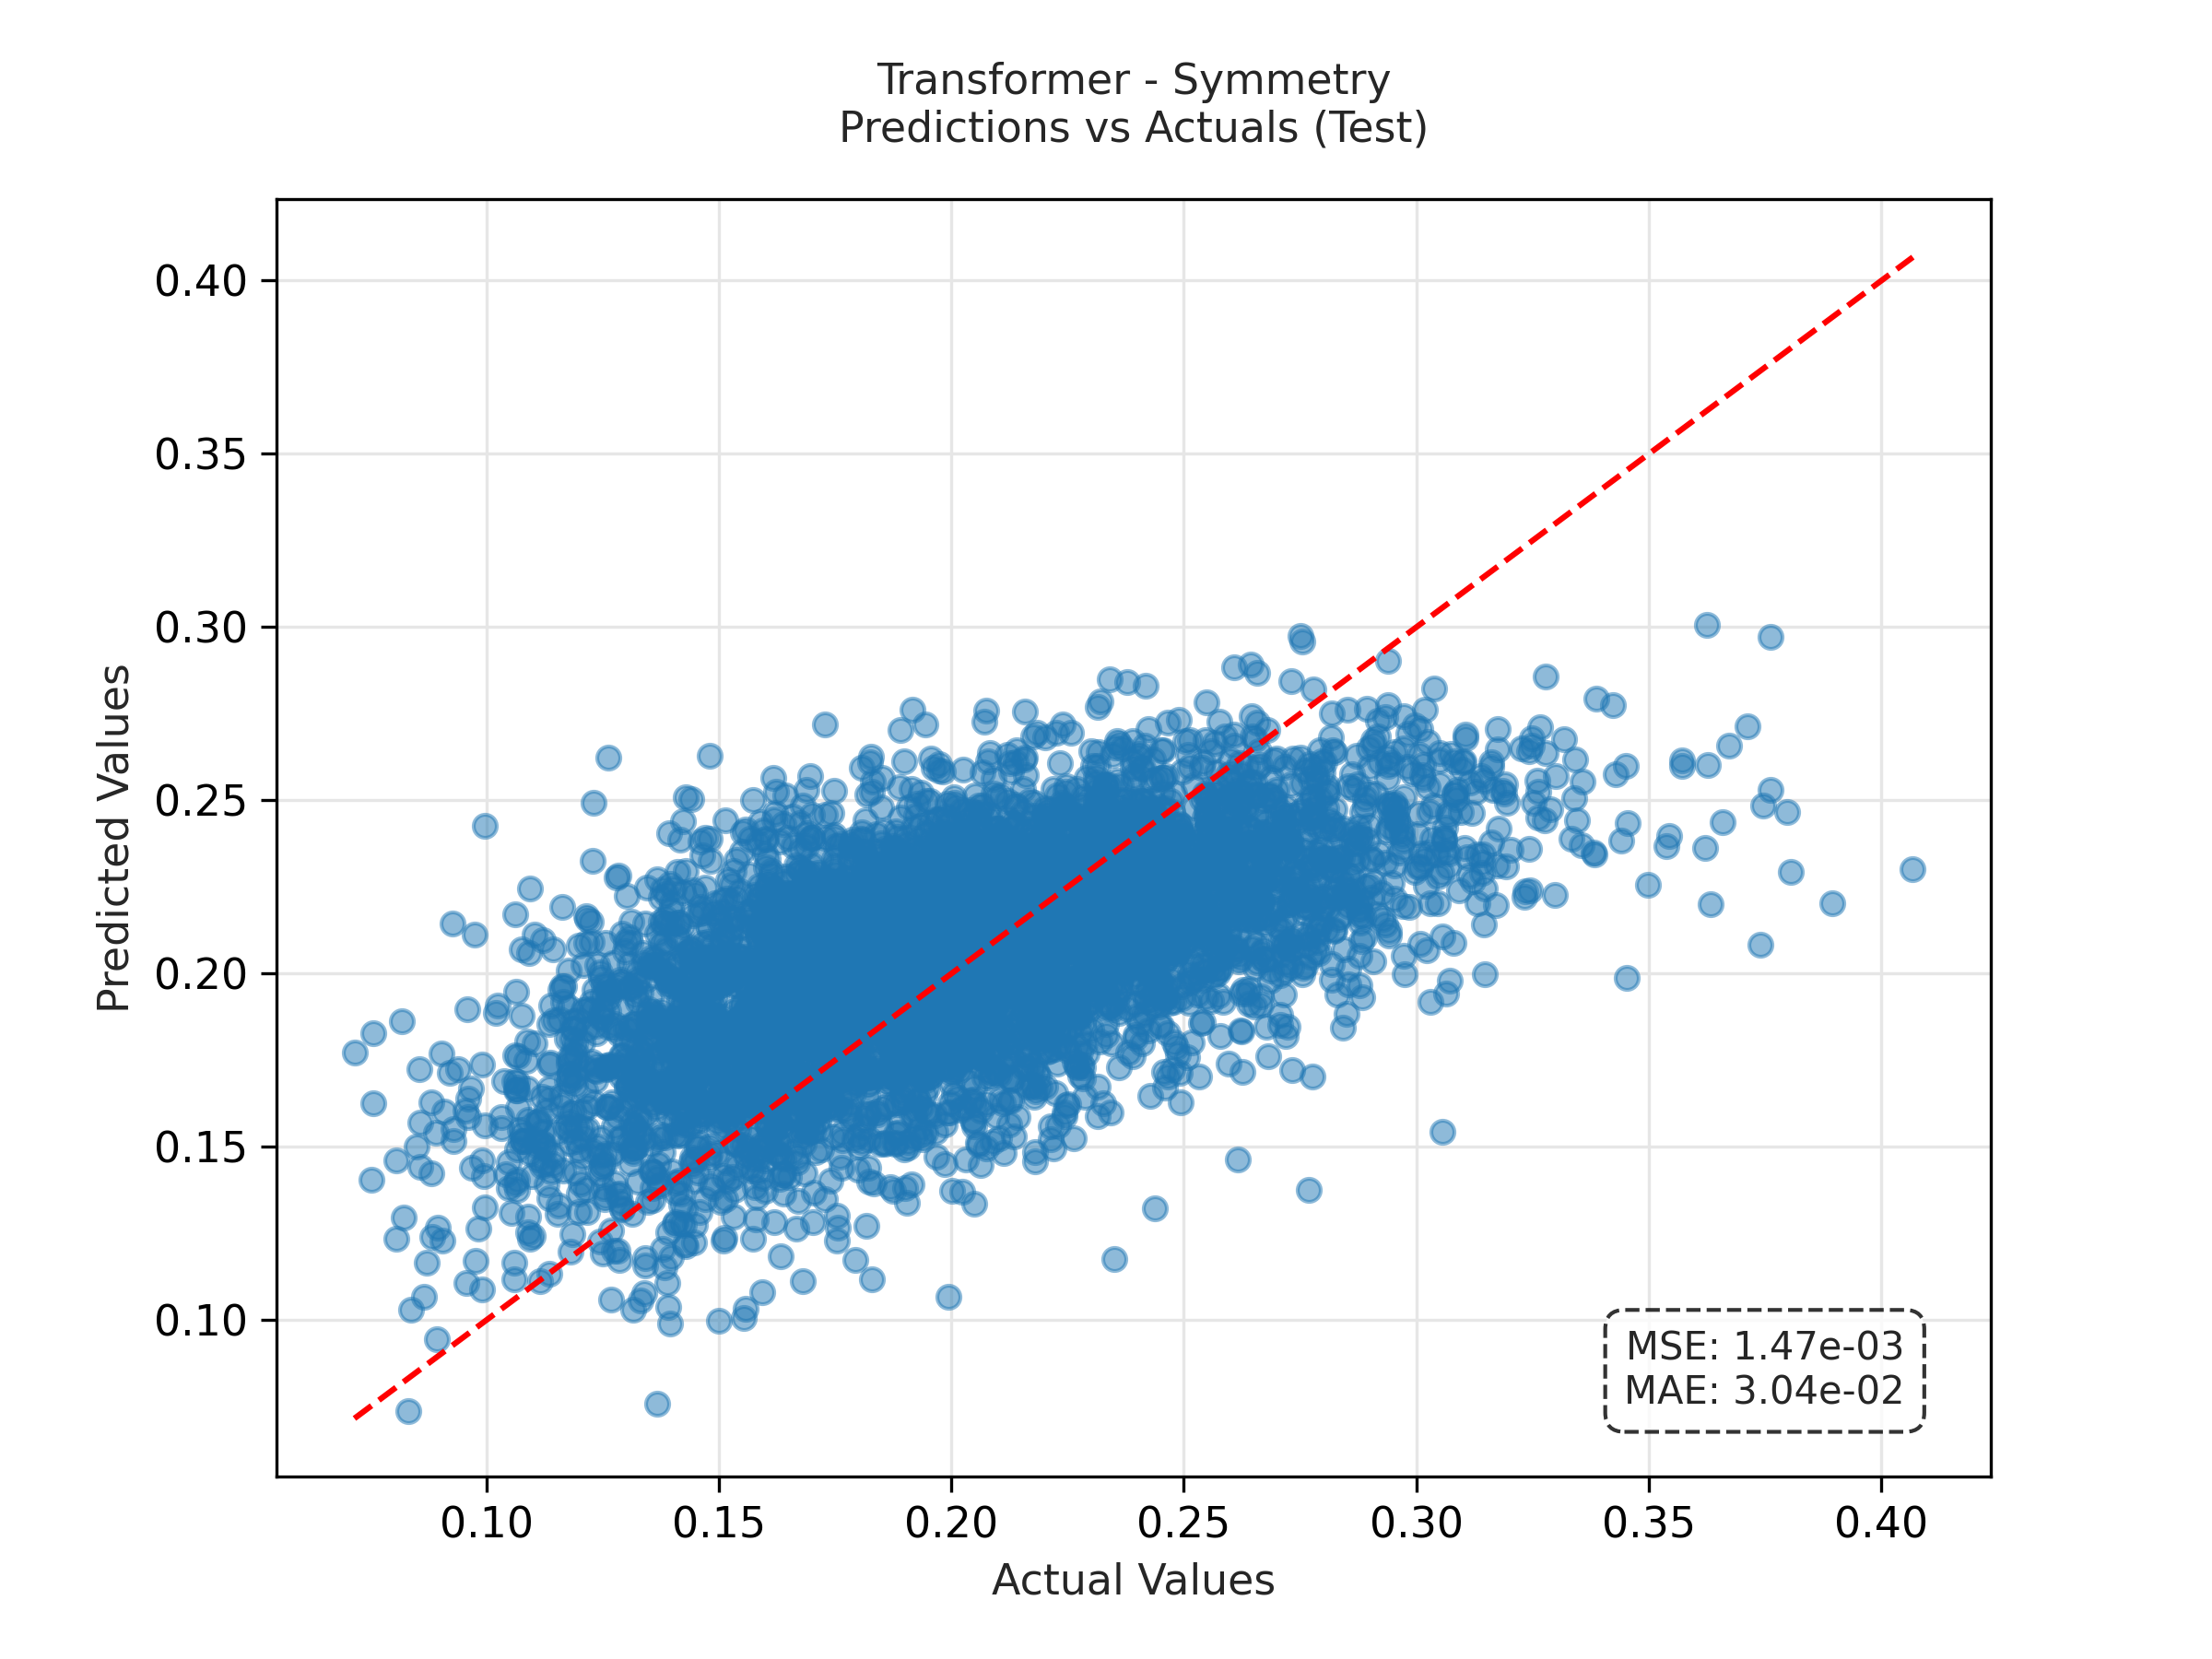 Transformer - Symmetry
Predictions vs Actuals (Test)
0.40
0.35
0.30
0.25
0.20
0.15
0.10
Predicted Values
MSE: 1.47e-03
MAE: 3.04e-02
0.10 0.15 0.20 0.25 0.30 0.35 0.40
Actual Values